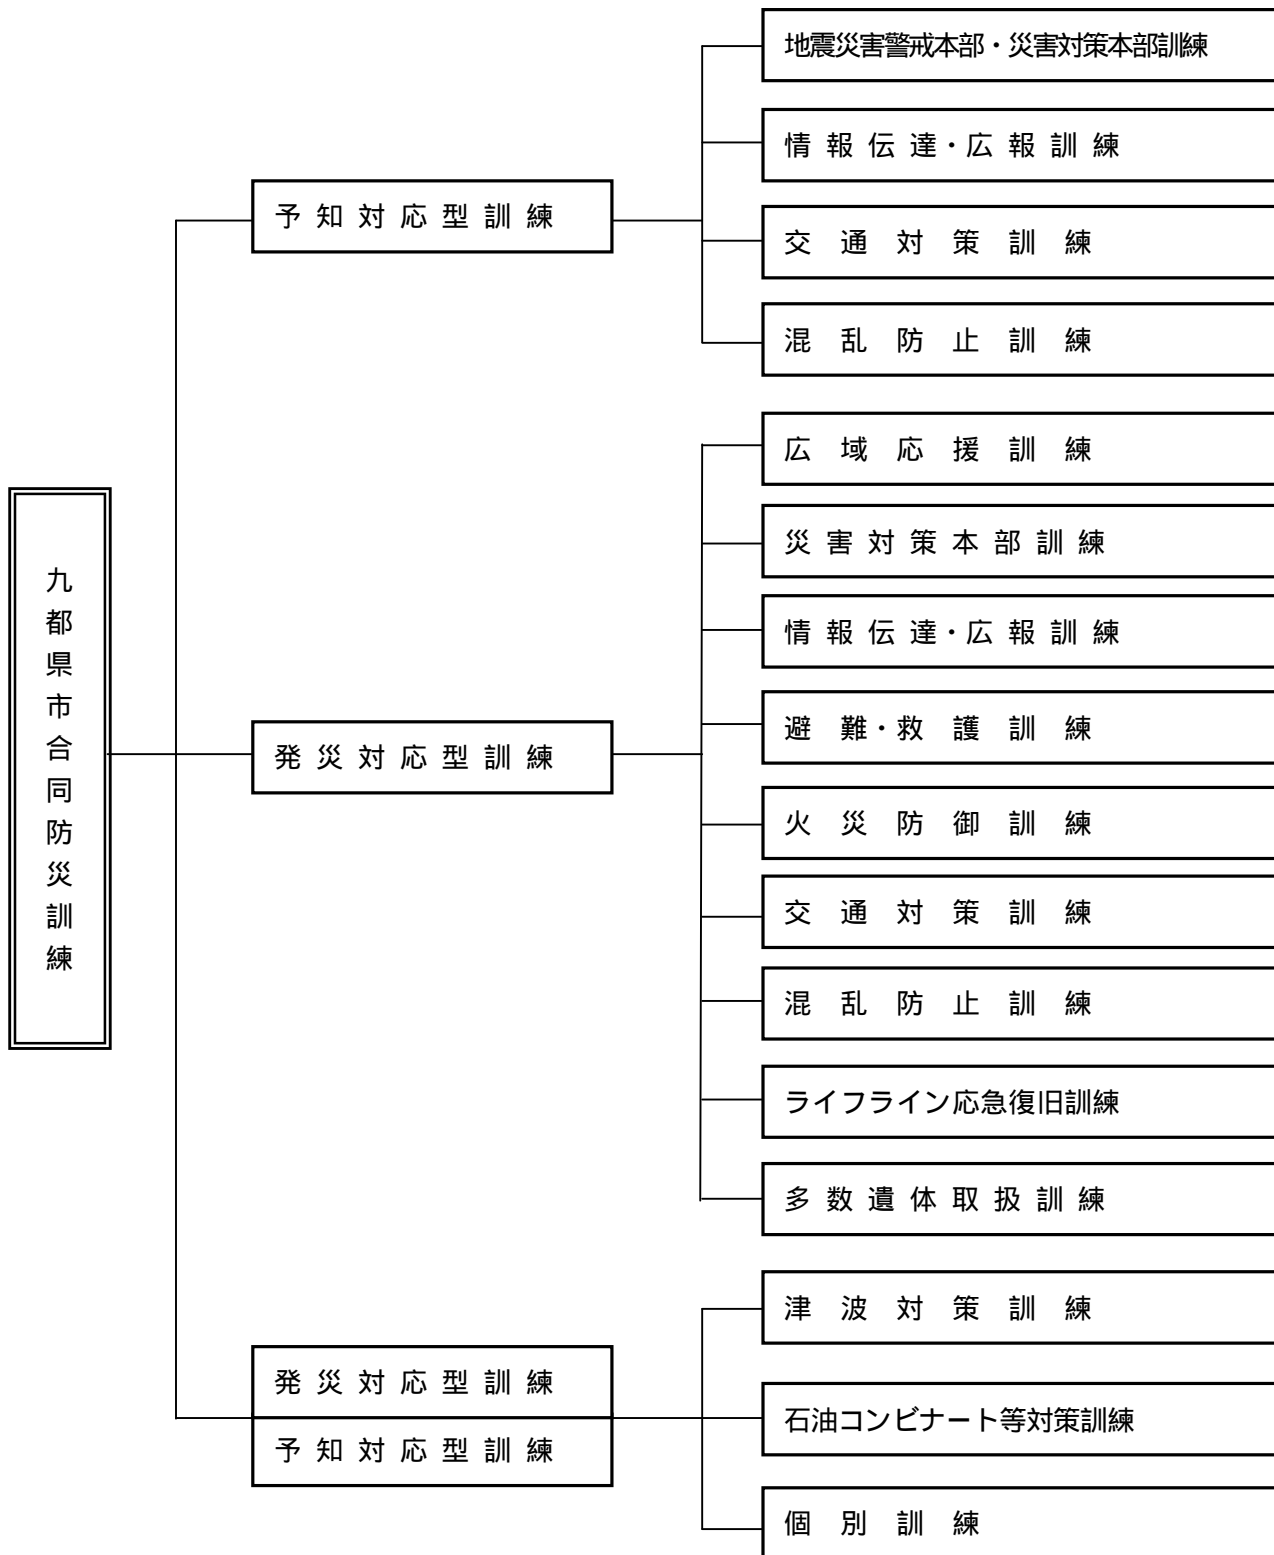 九都県市合同防災訓練
予知対応型訓練
地震災害警戒本部・災害対策本部訓練
情報伝達・広報訓練
交通対策訓練
混乱防止訓練
発災対応型訓練
広域応援訓練
災害対策本部訓練
情報伝達・広報訓練
避難・救護訓練
火災防御訓練
交通対策訓練
混乱防止訓練
ライフライン応急復旧訓練
多数遺体取扱訓練
発災対応型訓練
予知対応型訓練
津波対策訓練
石油コンビナート等対策訓練
個別訓練